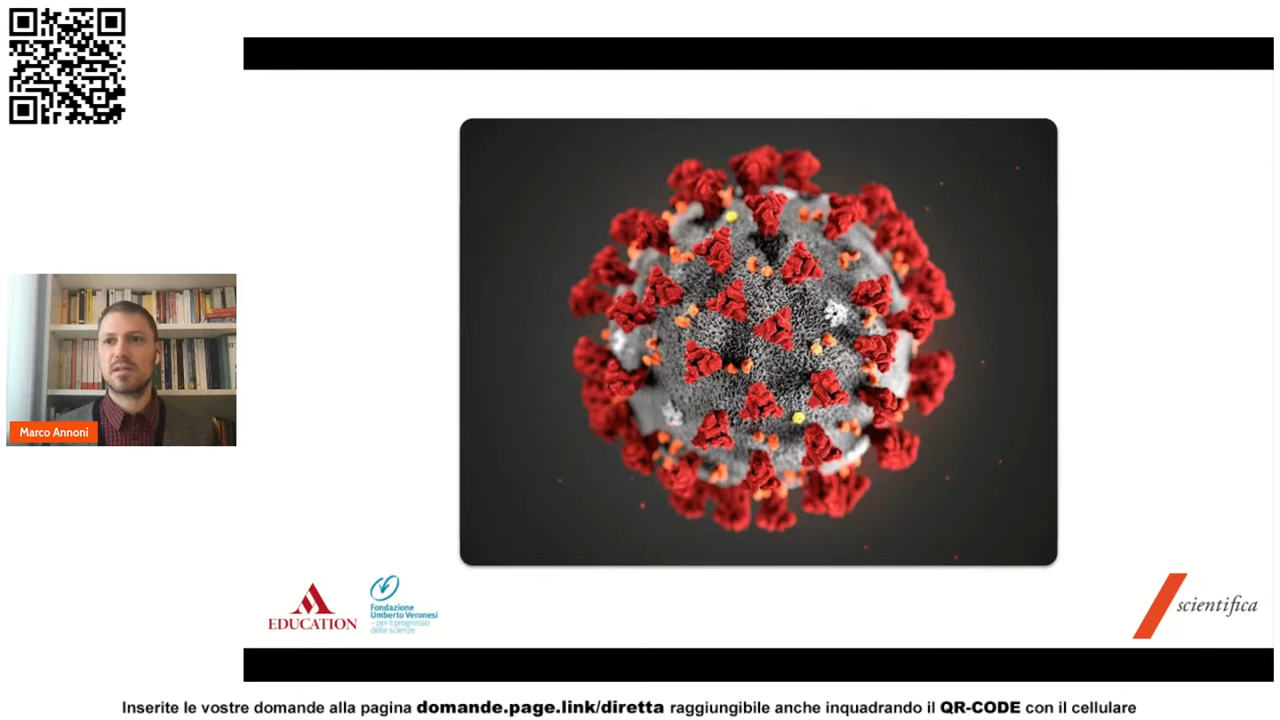 Marco Annoni
EDUCATION
Fondazione
Umberto Veronesi
– per il progresso
delle scienze
scientifica
Inserite le vostre domande alla pagina domande.page.link/diretta raggiungibile anche inquadrando il QR-CODE con il cellulare